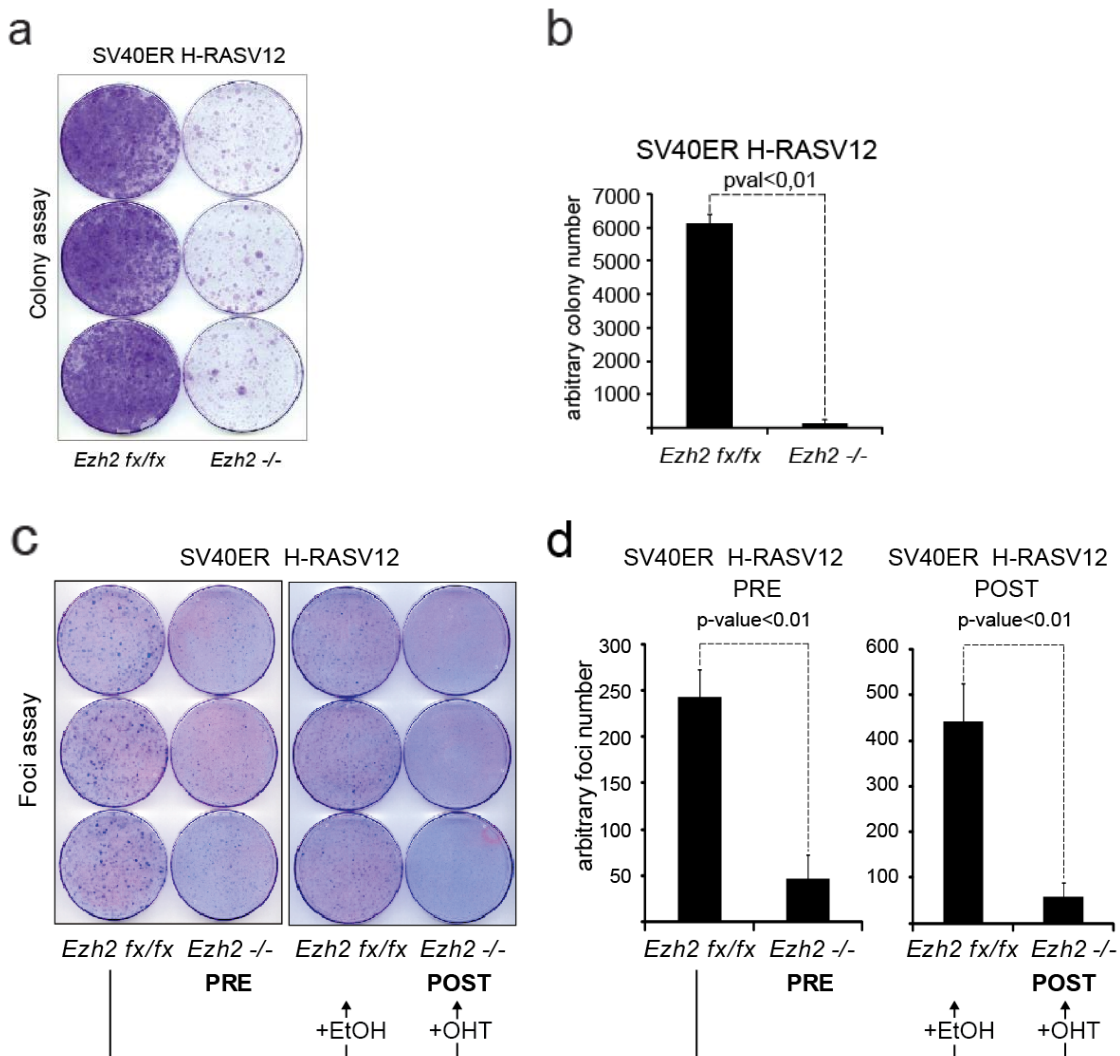 a
SV40ER H-RASV12
Colony assay
Ezh2 fx/fx Ezh2 -/-
b
SV40ER H-RASV12
pval<0,01
arbitrary colony number
7000
6000
5000
4000
3000
2000
1000
Ezh2 fx/fx Ezh2 -/-
c
SV40ER H-RASV12
Foci assay
Ezh2 fx/fx Ezh2 -/- Ezh2 fx/fx Ezh2 -/-
PRE POST
+EtOH +OHT
d
SV40ER H-RASV12
PRE
p-value<0.01
arbitrary foci number
300
250
200
150
100
50
Ezh2 fx/fx Ezh2 -/-
PRE
SV40ER H-RASV12
POST
p-value<0.01
600
500
400
300
200
100
Ezh2 fx/fx Ezh2 -/-
POST
+EtOH +OHT